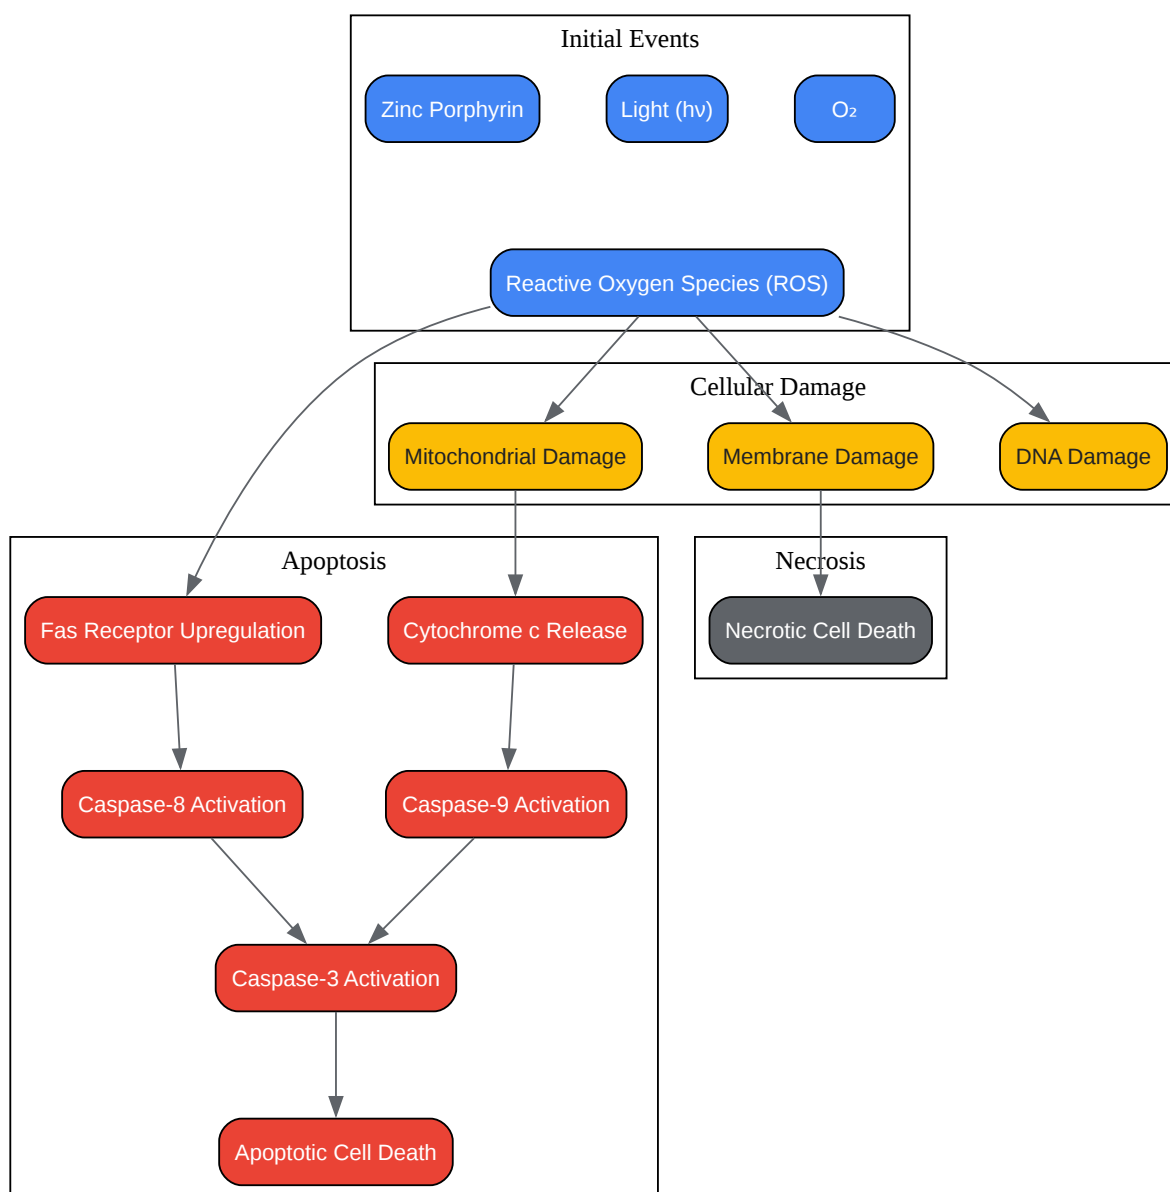 Initial Events
Zinc Porphyrin
Light (hν)
O₂
Reactive Oxygen Species (ROS)
Cellular Damage
Mitochondrial Damage
Membrane Damage
DNA Damage
Apoptosis
Necrosis
Fas Receptor Upregulation
Cytochrome c Release
Necrotic Cell Death
Caspase-8 Activation
Caspase-9 Activation
Caspase-3 Activation
Apoptotic Cell Death